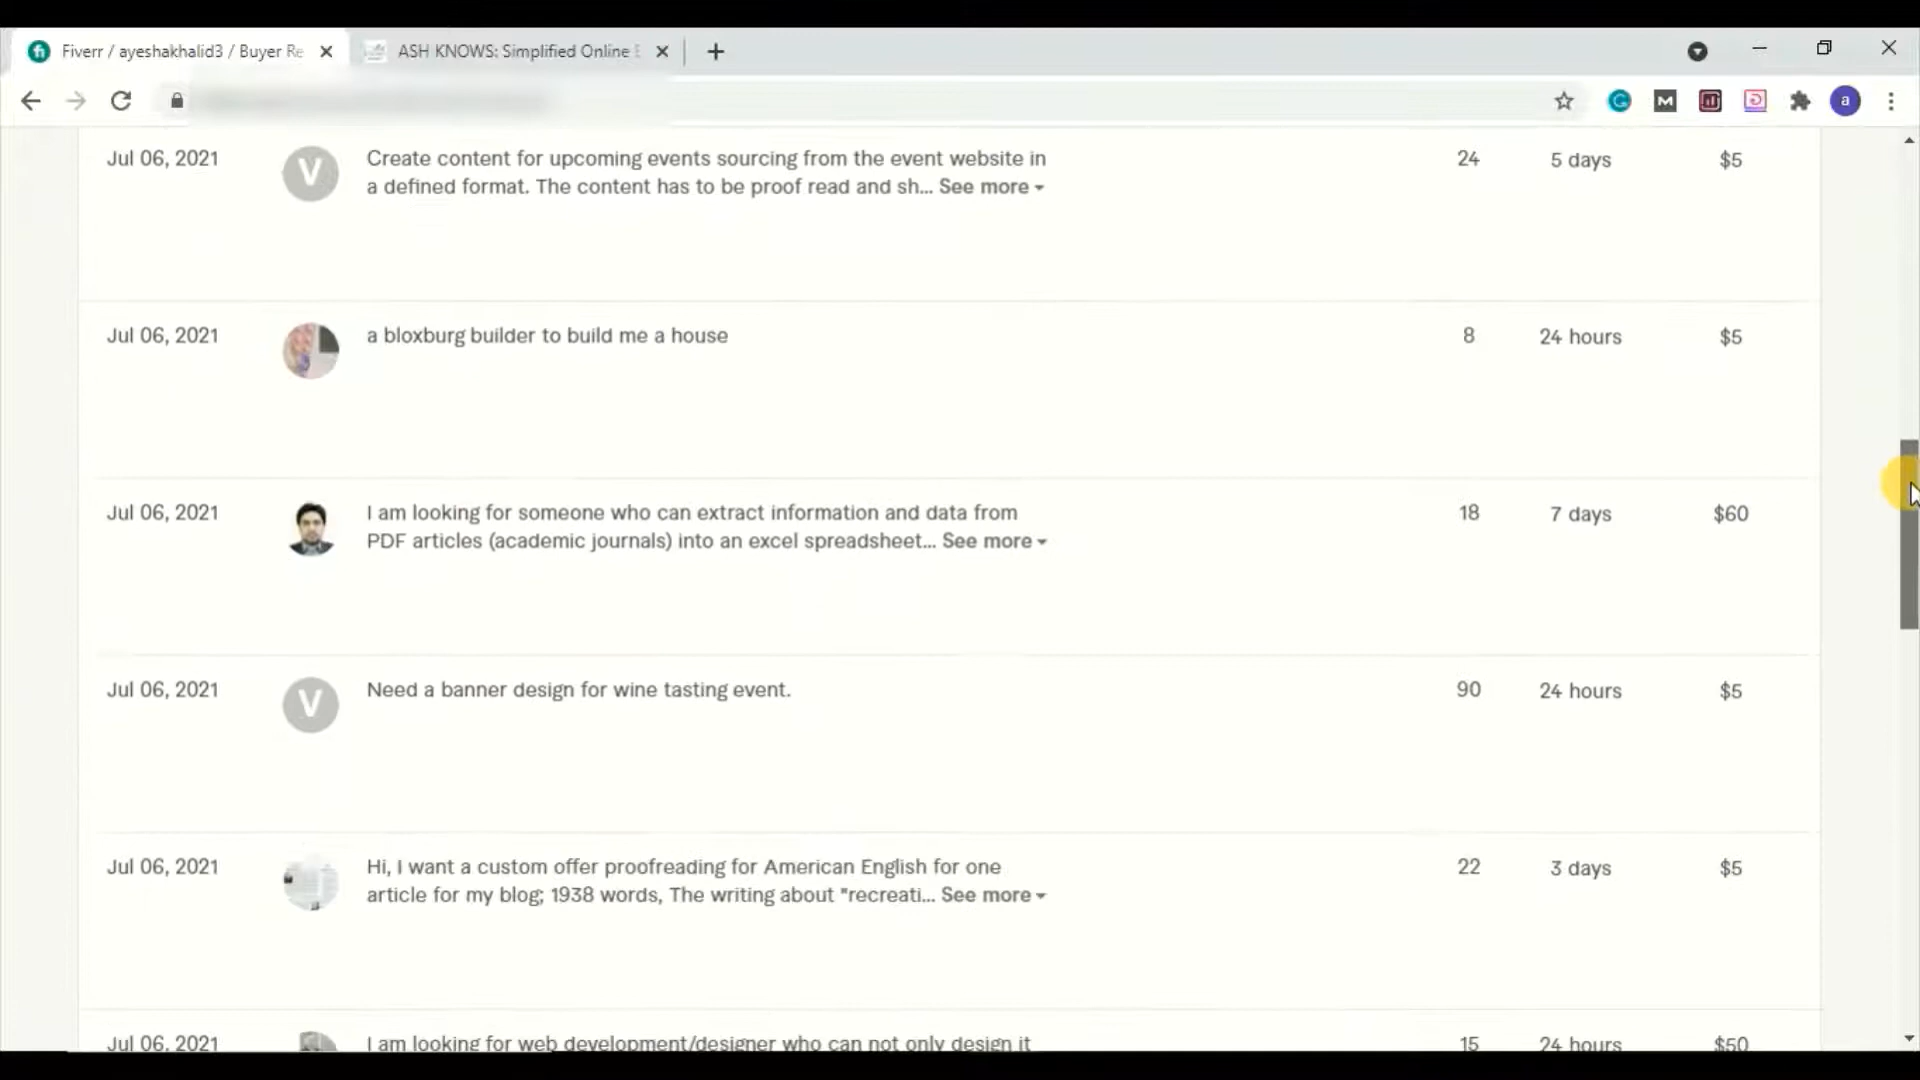 Fiverr / ayeshakhalid3 / Buyer Re
ASH KNOWS: Simplified Online
a
Jul 06, 2021
V
Create content for upcoming events sourcing from the event website in
a defined format. The content has to be proof read and sh... See more
24
5 days
$5
Jul 06, 2021
a bloxburg builder to build me a house
8
24 hours
$5
Jul 06, 2021
I am looking for someone who can extract information and data from
PDF articles (academic journals) into an excel spreadsheet... See more
18
7 days
$60
Jul 06, 2021
V
Need a banner design for wine tasting event.
90
24 hours
$5
Jul 06, 2021
Hi, I want a custom offer proofreading for American English for one
article for my blog; 1938 words, The writing about "recreati... See more
22
3 days
$5
Jul 06, 2021
I am looking for web development/designer who can not only design it
15
24 hours
$50